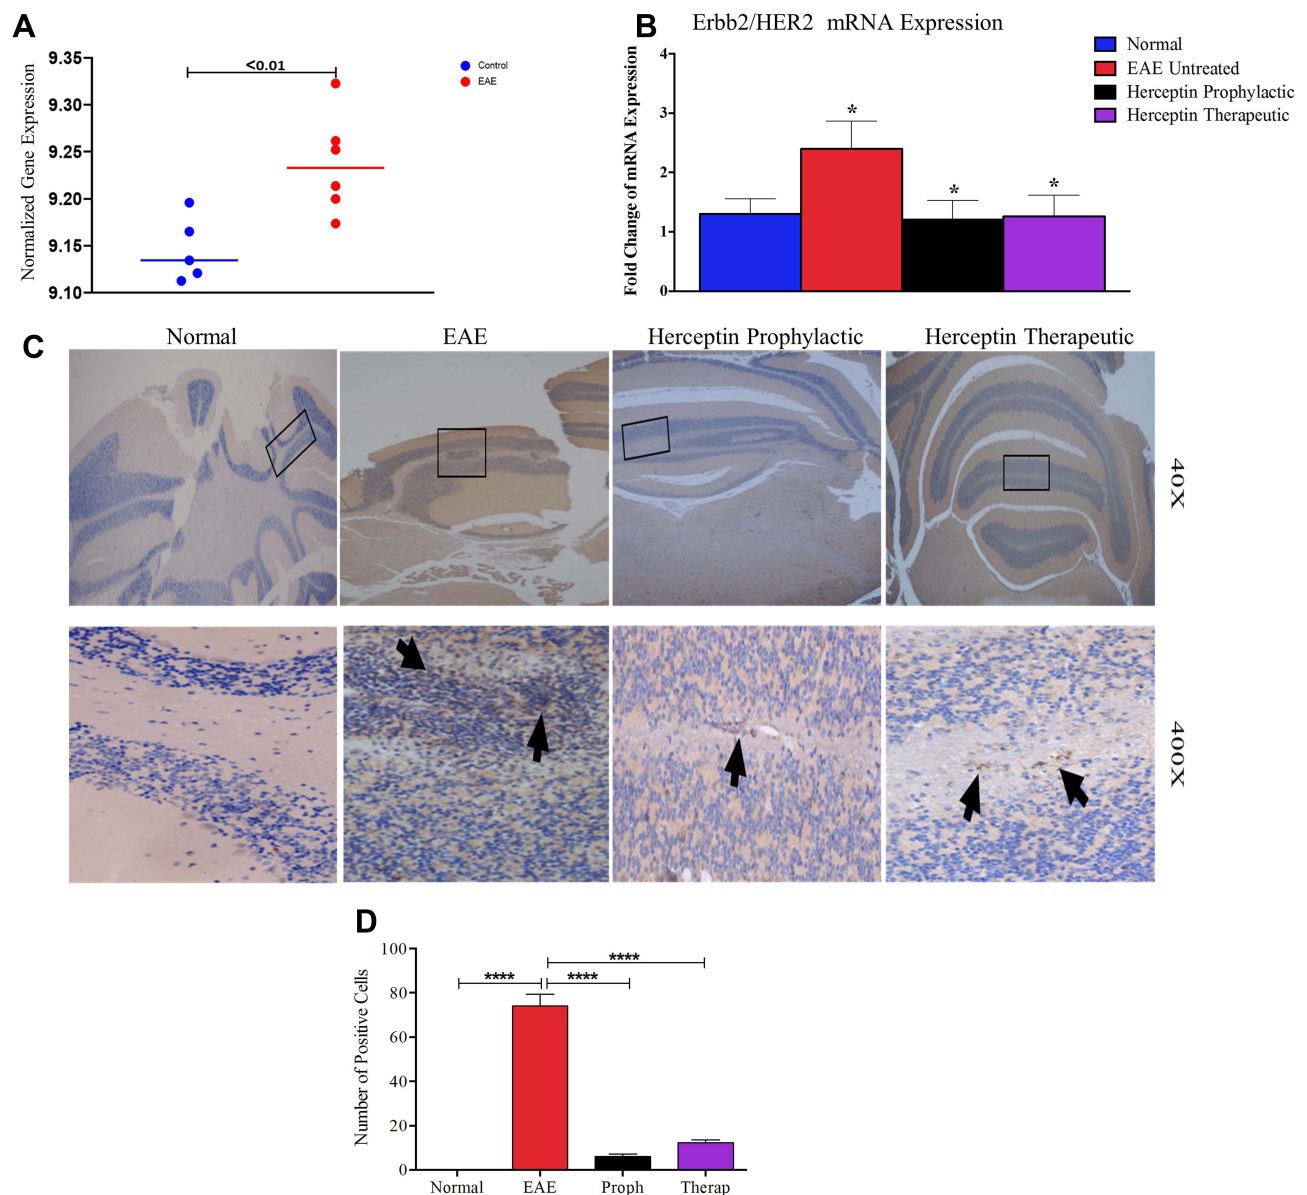 A
<0.01
Control
EAE
Normalized Gene Expression
9.35
9.30
9.25
9.20
9.15
9.10
B
Erbb2/HER2 mRNA Expression
Normal
EAE Untreated
Herceptin Prophylactic
Herceptin Therapeutic
Fold Change of mRNA Expression
4
3
2
1
0
*
*
*
C
Normal
EAE
Herceptin Prophylactic
Herceptin Therapeutic
40X
400X
D
Number of Positive Cells
100
80
60
40
20
0
****
****
****
Normal
EAE
Proph
Therap